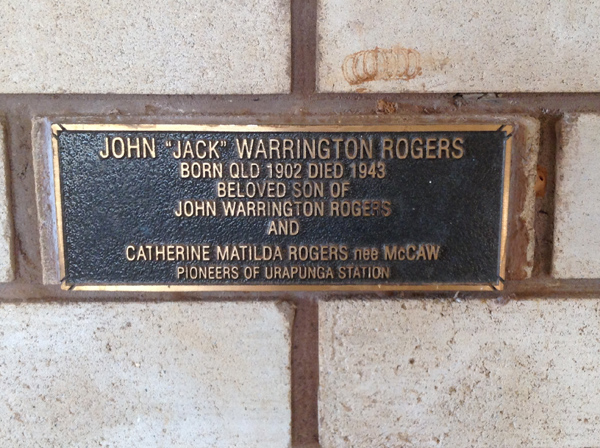 JOHN "JACK" WARRINGTON ROGERS
BORN QLD 1902 DIED 1943
BELOVED SON OF
JOHN WARRINGTON ROGERS
AND
CATHERINE MATILDA ROGERS nee McCAW
PIONEERS OF URAPUNGA STATION